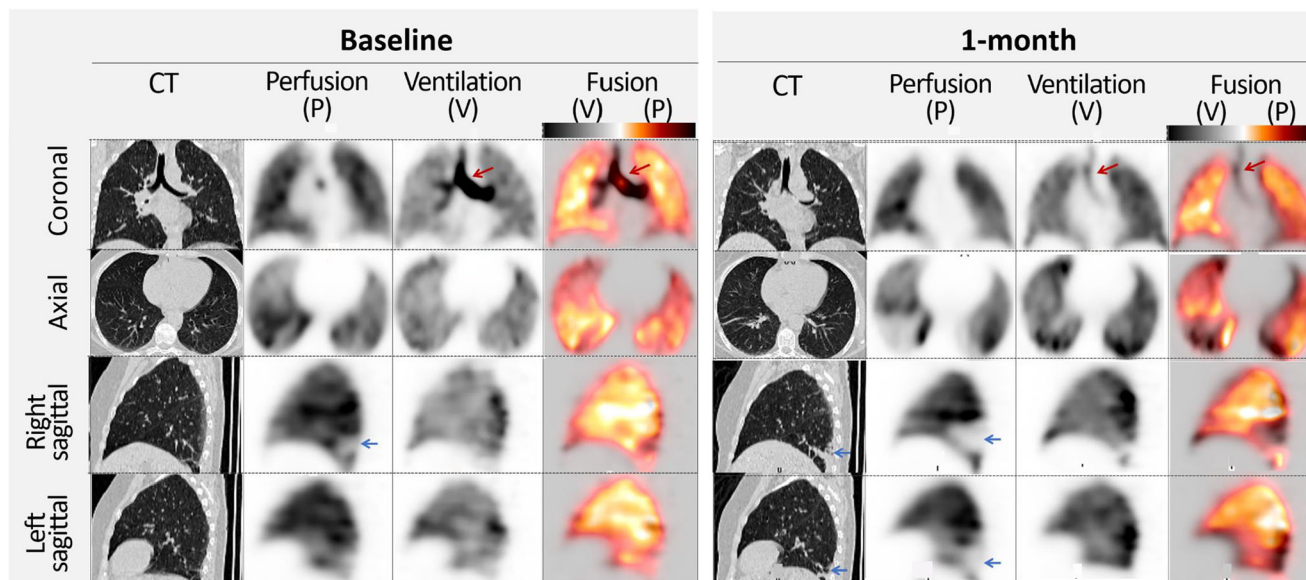 Baseline
1-month
CT
Perfusion
(P)
Ventilation
(V)
Fusion
(V) (P)
CT
Perfusion
(P)
Ventilation
(V)
Fusion
(V) (P)
Coronal
Axial
Right
sagittal
Left
sagittal